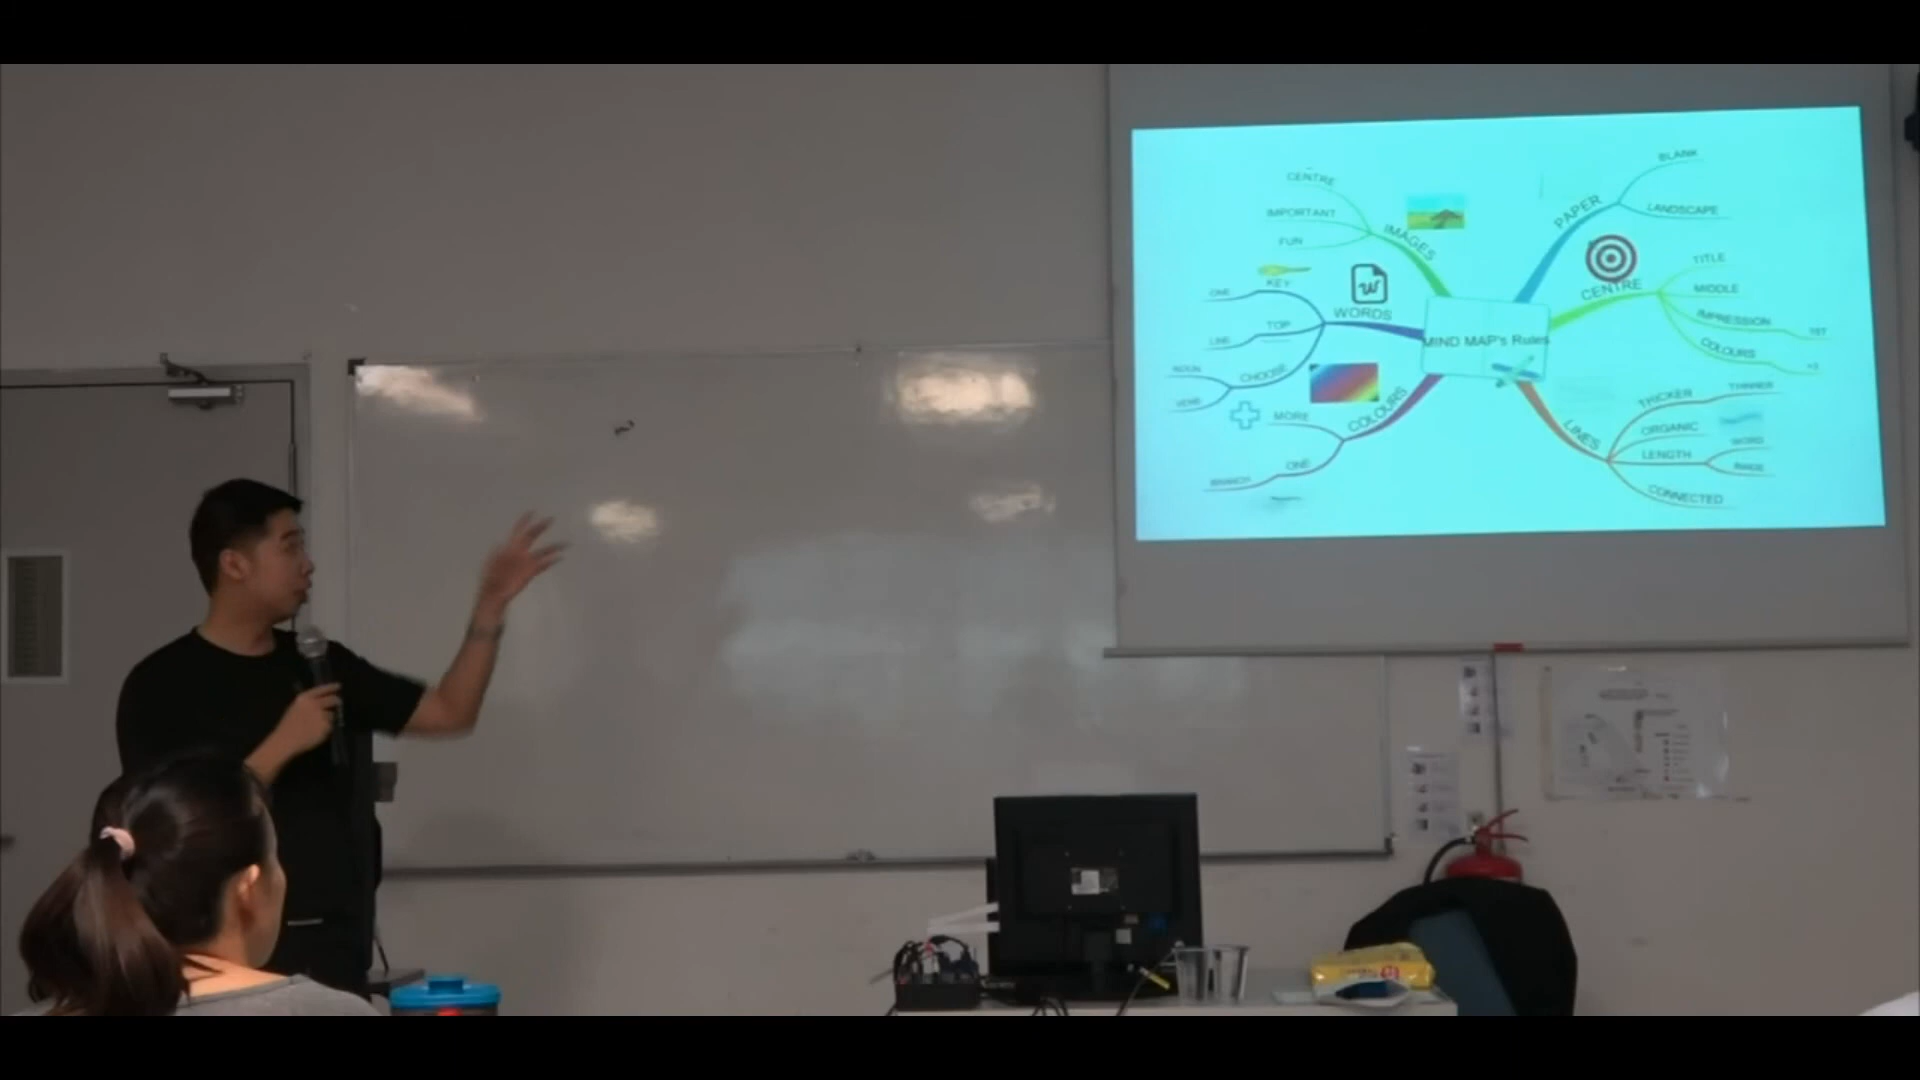 MIND MAP's Rules
PAPER
BLANK
LANDSCAPE
CENTRE
TITLE
MIDDLE
IMPRESSION
1ST
COLOURS
LINES
THICKER
THINNER
ORGANIC
LENGTH
WORD
IMAGE
CONNECTED
COLOURS
MORE
ONE
BRANCH
WORDS
KEY
ONE
TOP
LINE
CHOOSE
NOUN
VERB
IMAGES
CENTRE
IMPORTANT
FUN